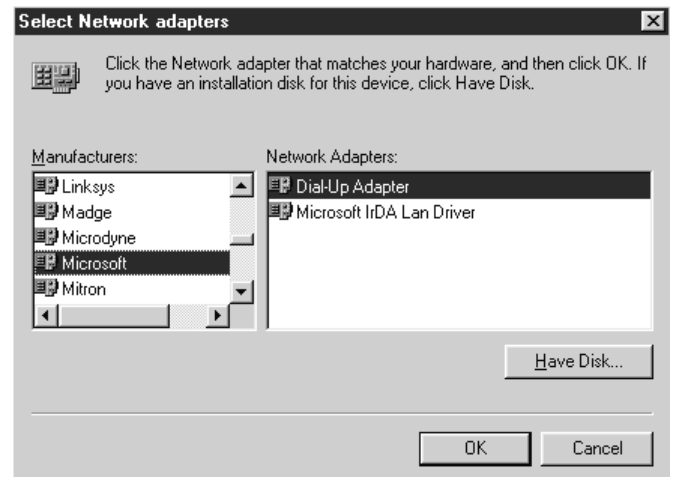 Select Network adapters
Click the Network adapter that matches your hardware, and then click OK. If
you have an installation disk for this device, click Have Disk.
Manufacturers:
Linksys
Madge
Microdyne
Microsoft
Mitron
Network Adapters:
Dial-Up Adapter
Microsoft IrDA Lan Driver
Have Disk...
OK
Cancel